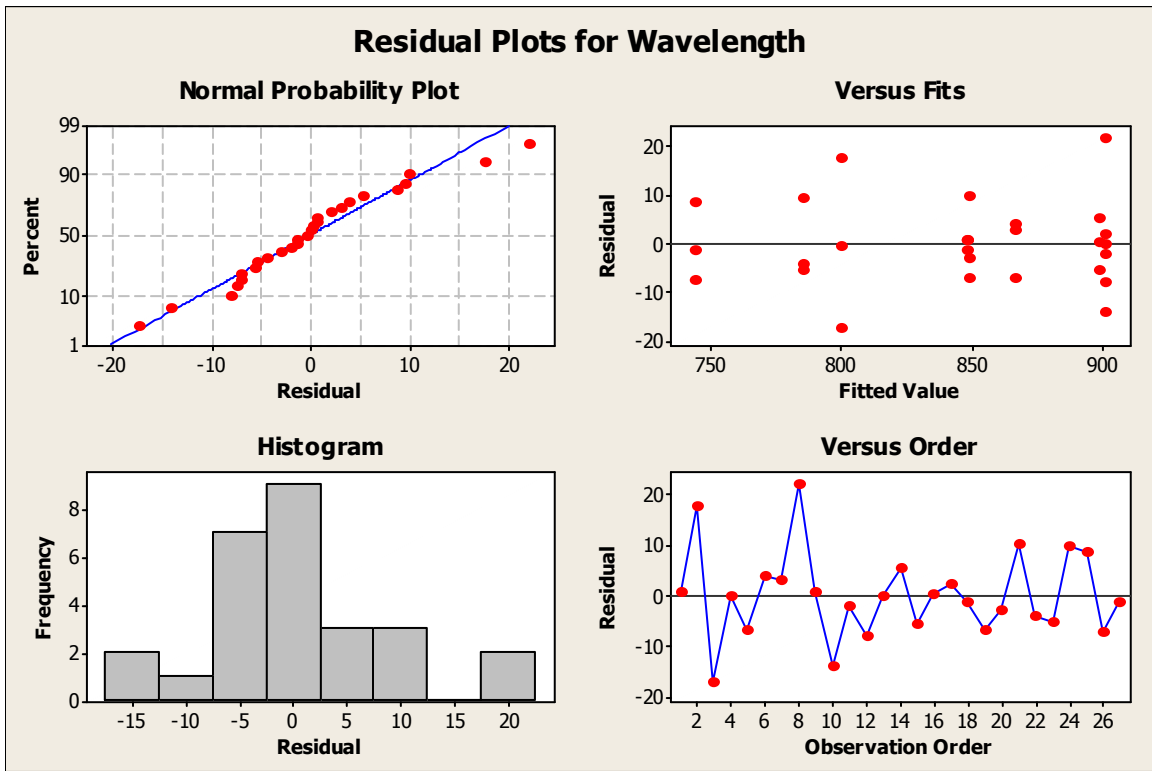 Residual Plots for Wavelength
Normal Probability Plot
99
90
50
10
1
Percent
-20 -10 0 10 20
Residual
Versus Fits
20
10
0
-10
-20
Residual
750 800 850 900
Fitted Value
Histogram
8
6
4
2
0
Frequency
-15 -10 -5 0 5 10 15 20
Residual
Versus Order
20
10
0
-10
-20
Residual
2 4 6 8 10 12 14 16 18 20 22 24 26
Observation Order